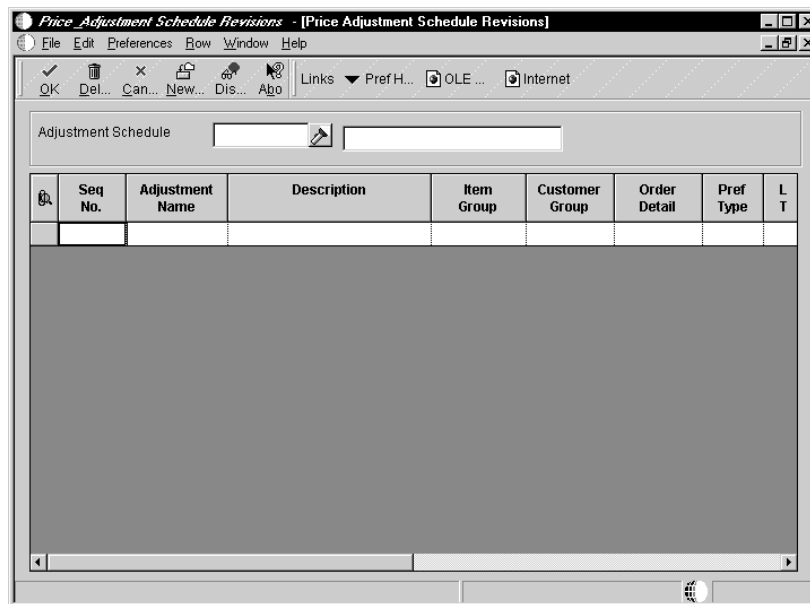 Price_Adjustment Schedule Revisions - [Price Adjustment Schedule Revisions]
File Edit Preferences Row Window Help
OK Del... Can... New... Dis... Abo Links Pref H... OLE ... Internet
Adjustment Schedule
Seq No. Adjustment Name Description Item Group Customer Group Order Detail Pref Type L T